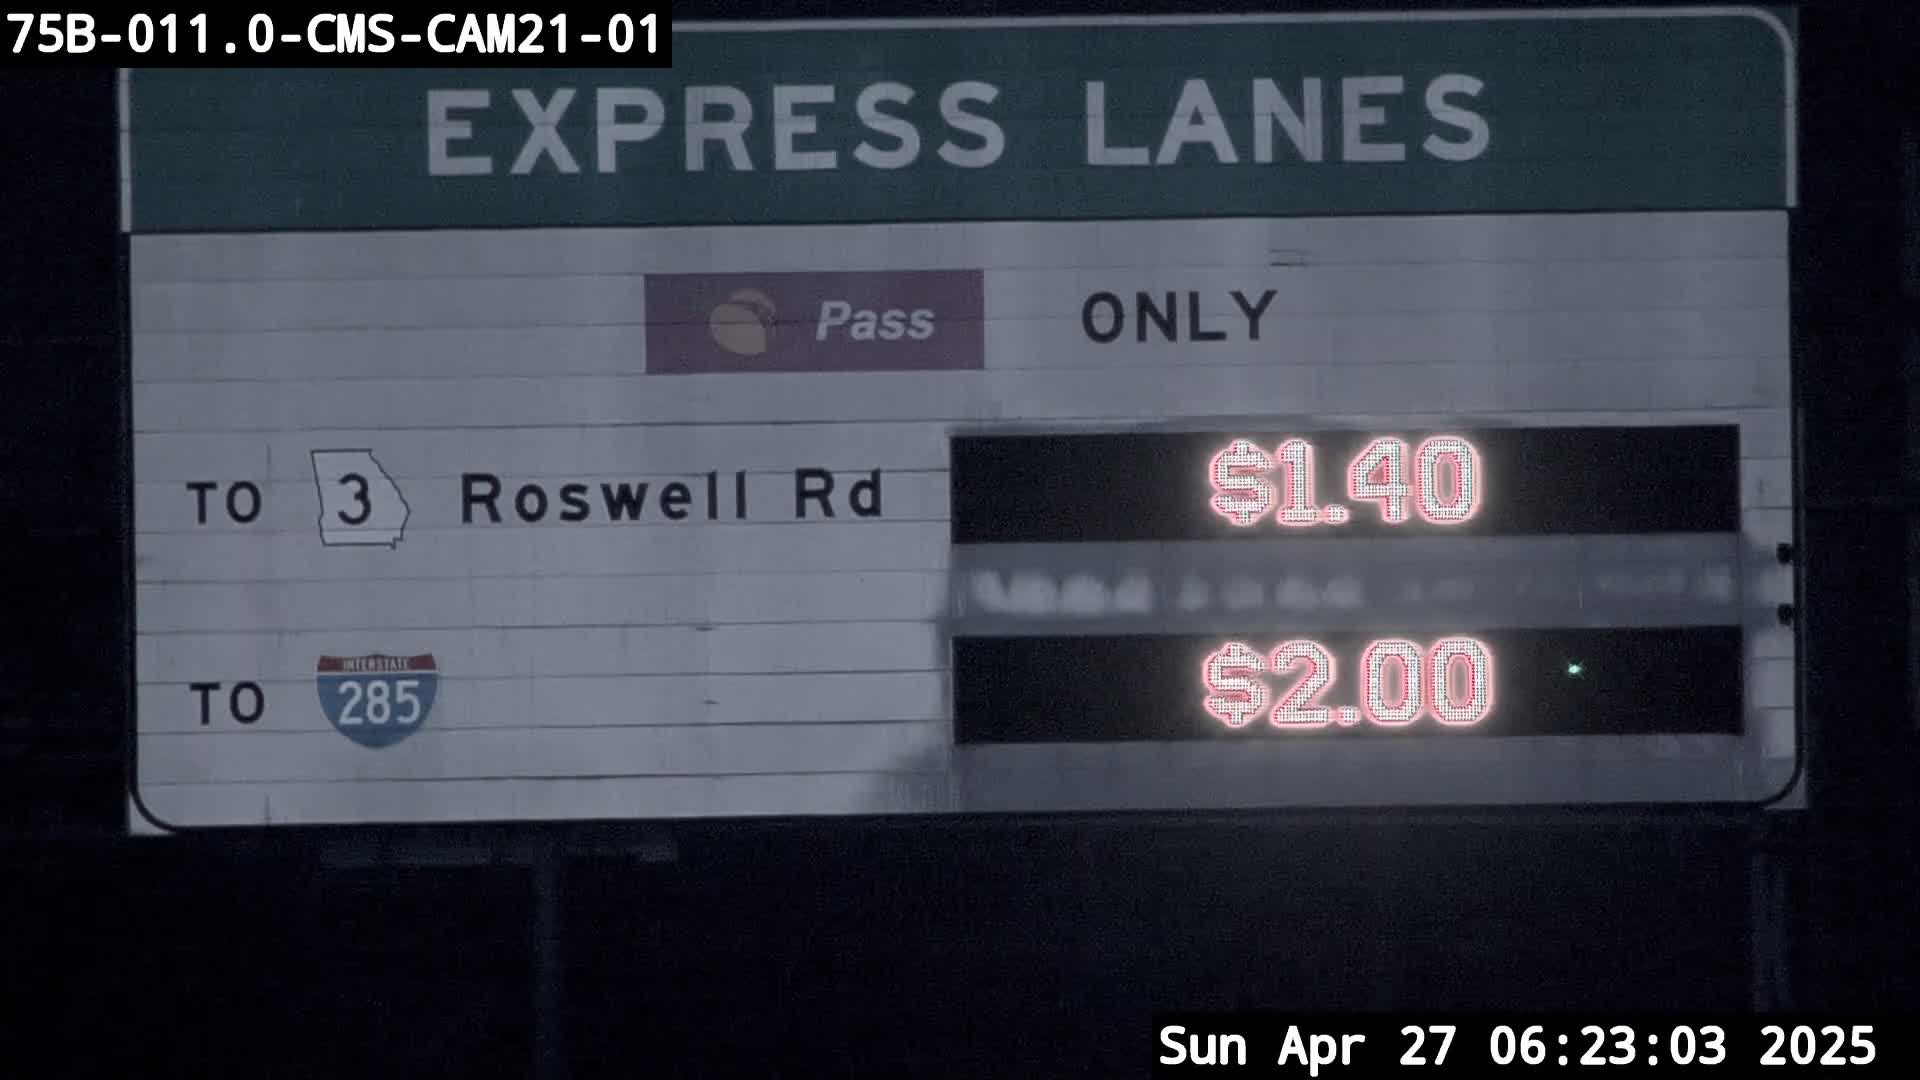 75B-011.0-CMS-CAM21-01
EXPRESS LANES
Pass ONLY
TO 3 Roswell Rd $1.40
TO INTERSTATE 285 $2.00
Sun Apr 27 06:23:03 2025